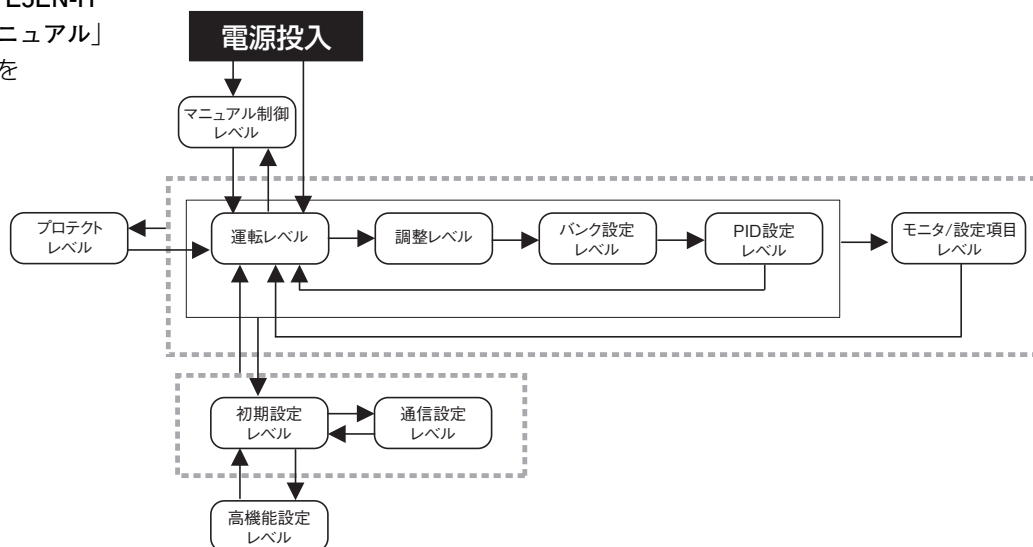 ニュアル」
を
電源投入
マニュアル制御
レベル
プロテクト
レベル
運転レベル
調整レベル
バンク設定
レベル
PID設定
レベル
モニタ/設定項目
レベル
初期設定
レベル
通信設定
レベル
高機能設定
レベル